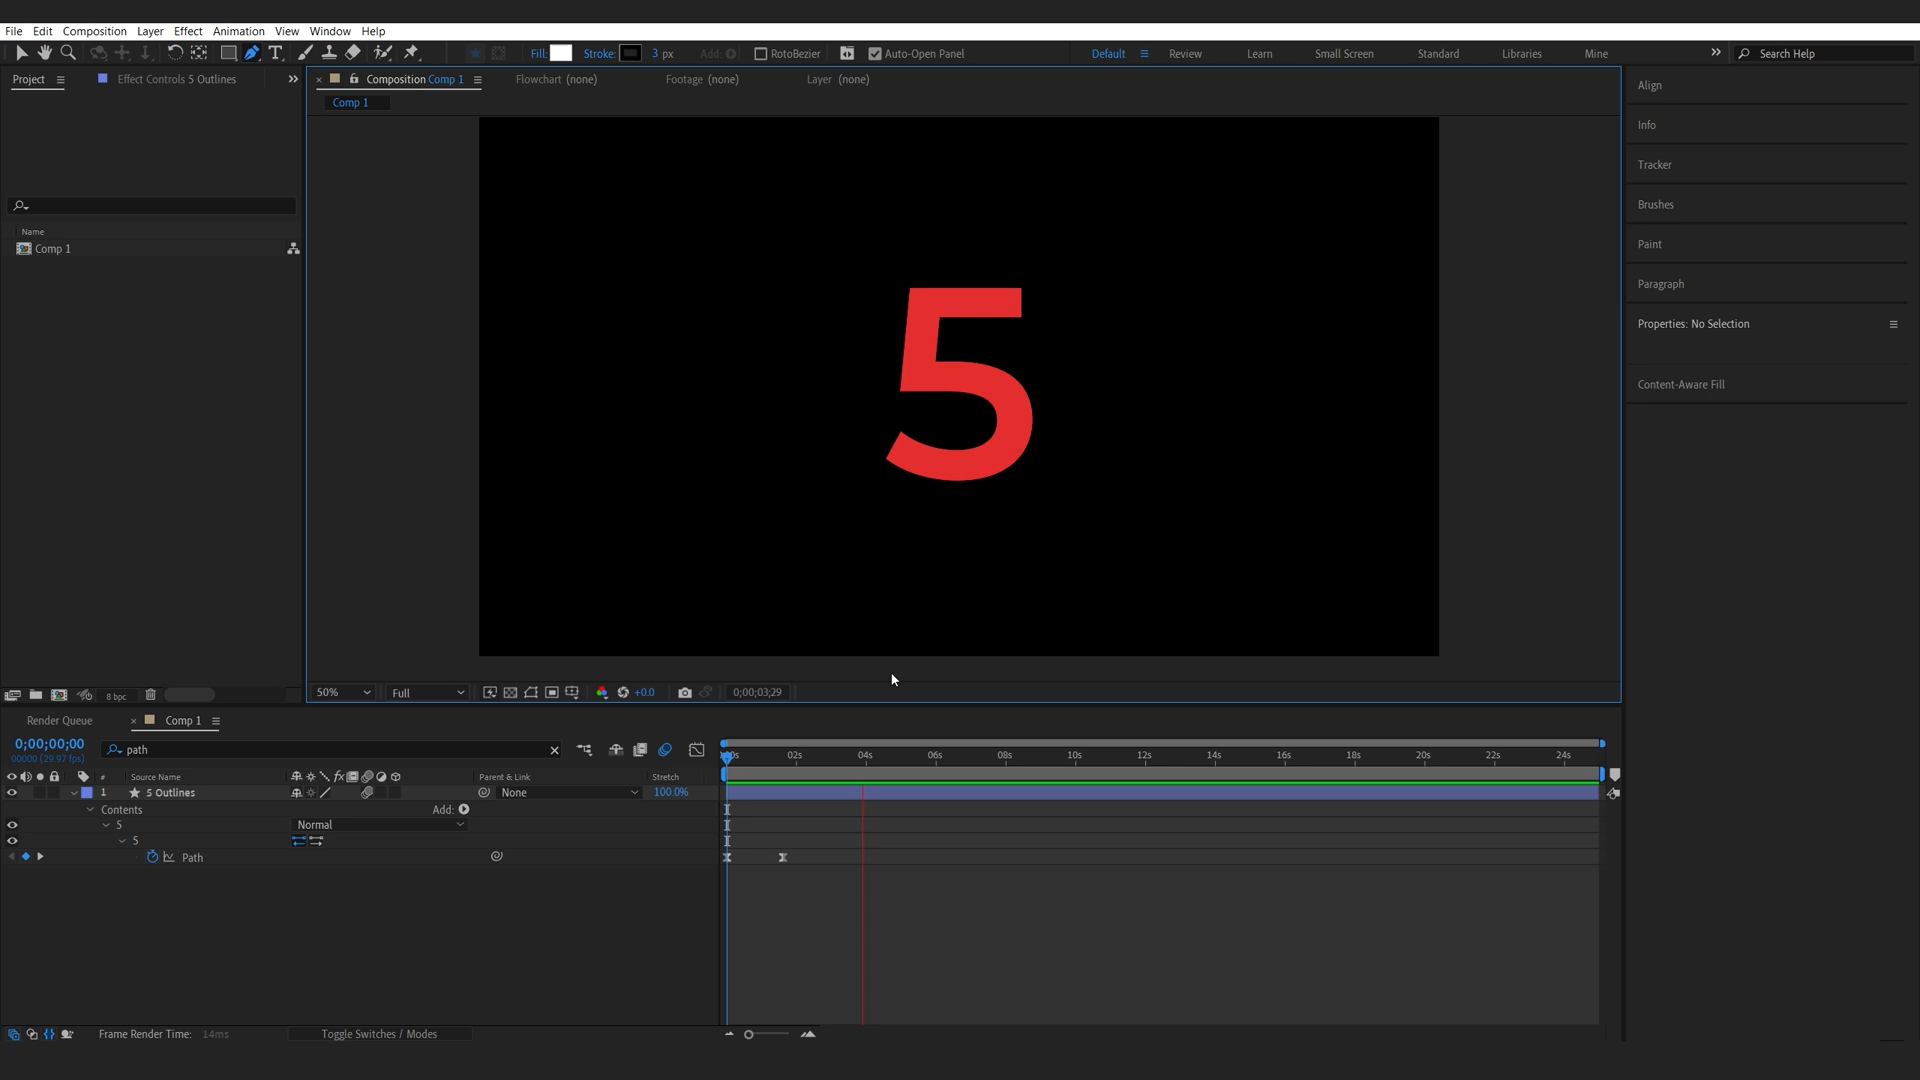 File Edit Composition Layer Effect Animation View Window Help
Fill: Stroke: 3 px Add: RotoBezier Auto-Open Panel Default Review Learn Small Screen Standard Libraries Mine Search Help
Project Effect Controls 5 Outlines Composition Comp 1 Flowchart (none) Footage (none) Layer (none)
Comp 1
Align
Info
Tracker
Brushes
Paint
Paragraph
Properties: No Selection
Content-Aware Fill
Name
Comp 1
5
8 bpc
50% Full +0.0 0;00;03;29
Render Queue Comp 1
0;00;00;00 path
00000 (29.97 fps)
02s 04s 06s 08s 10s 12s 14s 16s 18s 20s 22s 24s
# Source Name Parent & Link Stretch
1 5 Outlines None 100.0%
Contents Add:
5 Normal
5
Path
Frame Render Time: 14ms Toggle Switches / Modes